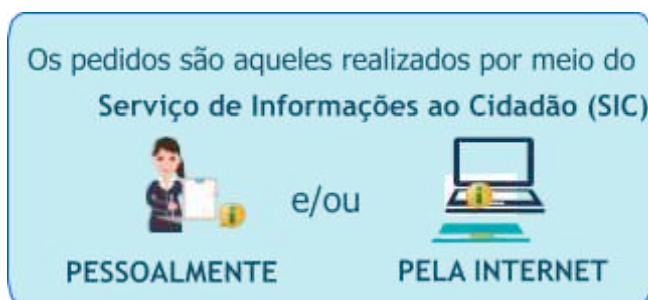 Os pedidos são aqueles realizados por meio do
Serviço de Informações ao Cidadão (SIC)
e/ou
PESSOALMENTE PELA INTERNET